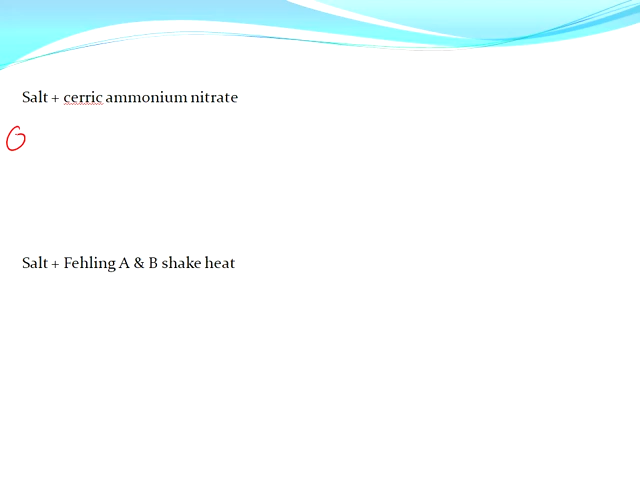 Salt + cerric ammonium nitrate
Salt + Fehling A & B shake heat